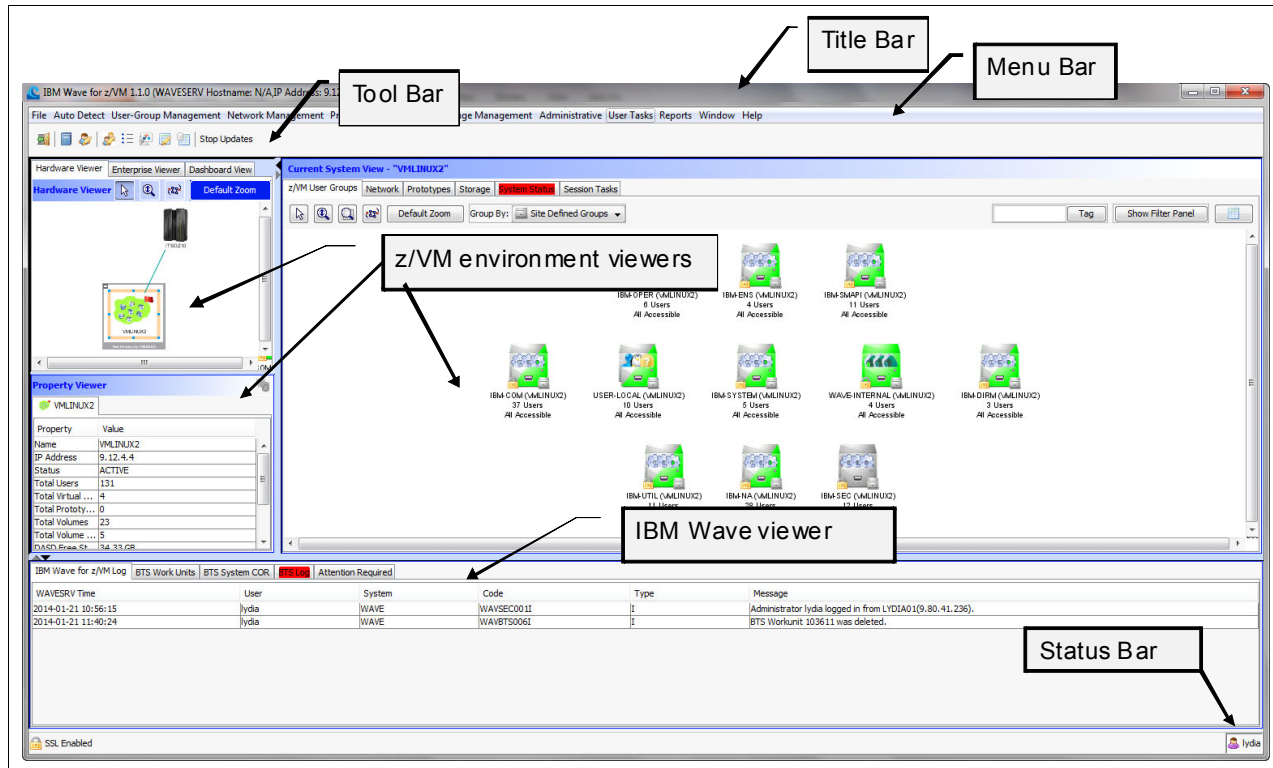 Title Bar
Menu Bar
Tool Bar
IBM Wave for z/VM 1.1.0 (WAVESERV Hostname: N/A,IP Address: 9.12
File Auto Detect User-Group Management Network Management Management Administrative User Tasks Reports Window Help
Stop Updates
Hardware Viewer Enterprise Viewer Dashboard View
Current System View - "VMLINUX2"
Hardware Viewer Default Zoom
z/VM User Groups Network Prototypes Storage System Status Session Tasks
Default Zoom Group By: Site Defined Groups Tag Show Filter Panel
z/VM environment viewers
VMLINUX2
IBM-OPER (VMLINUX2) IBM-ENS (VMLINUX2) IBM-SMAPI (VMLINUX2)
6 Users 4 Users 11 Users
All Accessible All Accessible All Accessible
IBM-COM (VMLINUX2) USER-LOCAL (VMLINUX2) IBM-SYSTEM (VMLINUX2) WAVE-INTERNAL (VMLINUX2) IBM-DIRM (VMLINUX2)
37 Users 10 Users 5 Users 4 Users 3 Users
All Accessible All Accessible All Accessible All Accessible All Accessible
IBM-UTIL (VMLINUX2) IBM-NA (VMLINUX2) IBM-SEC (VMLINUX2)
11 Users 28 Users 12 Users
Property Viewer
VMLINUX2
Property Value
Name VMLINUX2
IP Address 9.12.4.4
Status ACTIVE
Total Users 131
Total Virtual ... 4
Total Prototy... 0
Total Volumes 23
Total Volume ... 5
DASD Free St... 34.33 GB
IBM Wave viewer
IBM Wave for z/VM Log BTS Work Units BTS System COR BTS Log Attention Required
WAVESRV Time User System Code Type Message
2014-01-21 10:56:15 lydia WAVE WAVSEC001I I Administrator lydia logged in from LYDIA01(9.80.41.236).
2014-01-21 11:40:24 lydia WAVE WAVBTS006I I BTS Workunit 103611 was deleted.
Status Bar
SSL Enabled lydia